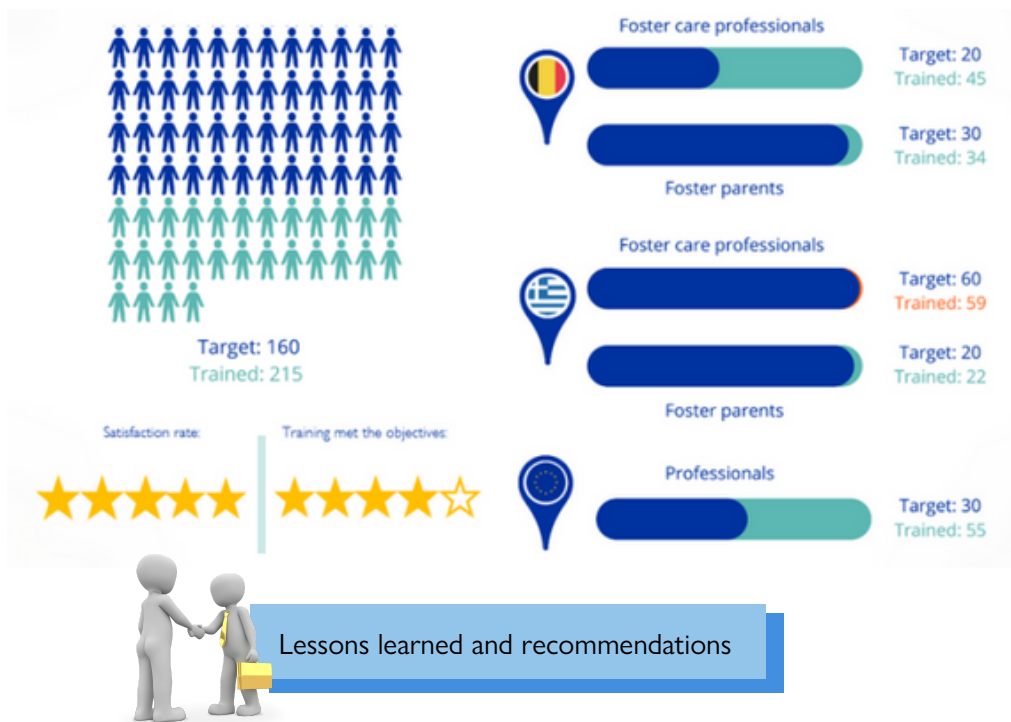 Target: 160
Trained: 215
Satisfaction rate:
Training met the objectives:
Foster care professionals
Target: 20
Trained: 45
Target: 30
Trained: 34
Foster parents
Foster care professionals
Target: 60
Trained: 59
Target: 20
Trained: 22
Foster parents
Professionals
Target: 30
Trained: 55
Lessons learned and recommendations